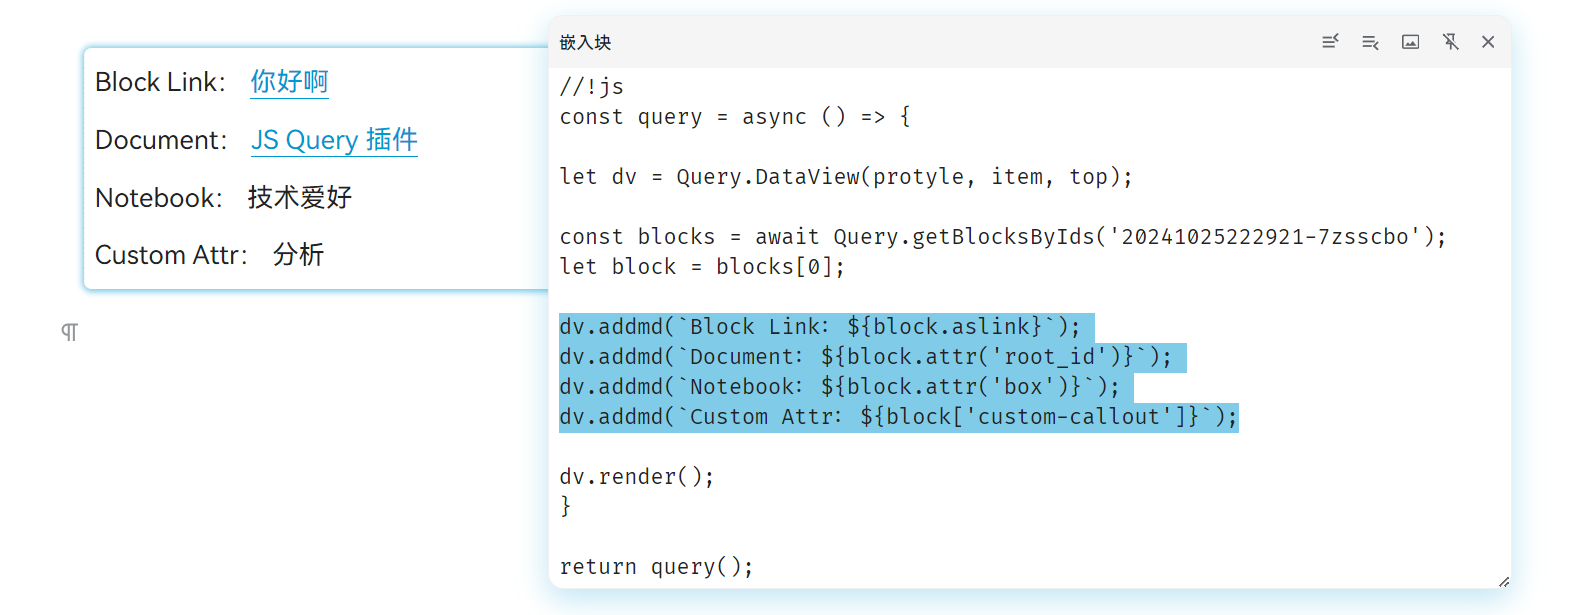 Block Link： 你好啊
Document： JS Query 插件
Notebook： 技术爱好
Custom Attr： 分析
¶
嵌入块
//!js
const query = async () => {
let dv = Query.DataView(protyle, item, top);
const blocks = await Query.getBlocksByIds('20241025222921-7zsscbo');
let block = blocks[0];
dv.addmd(`Block Link： ${block.aslink}`);
dv.addmd(`Document： ${block.attr('root_id')}`);
dv.addmd(`Notebook： ${block.attr('box')}`);
dv.addmd(`Custom Attr： ${block['custom-callout']}`);
dv.render();
}
return query();